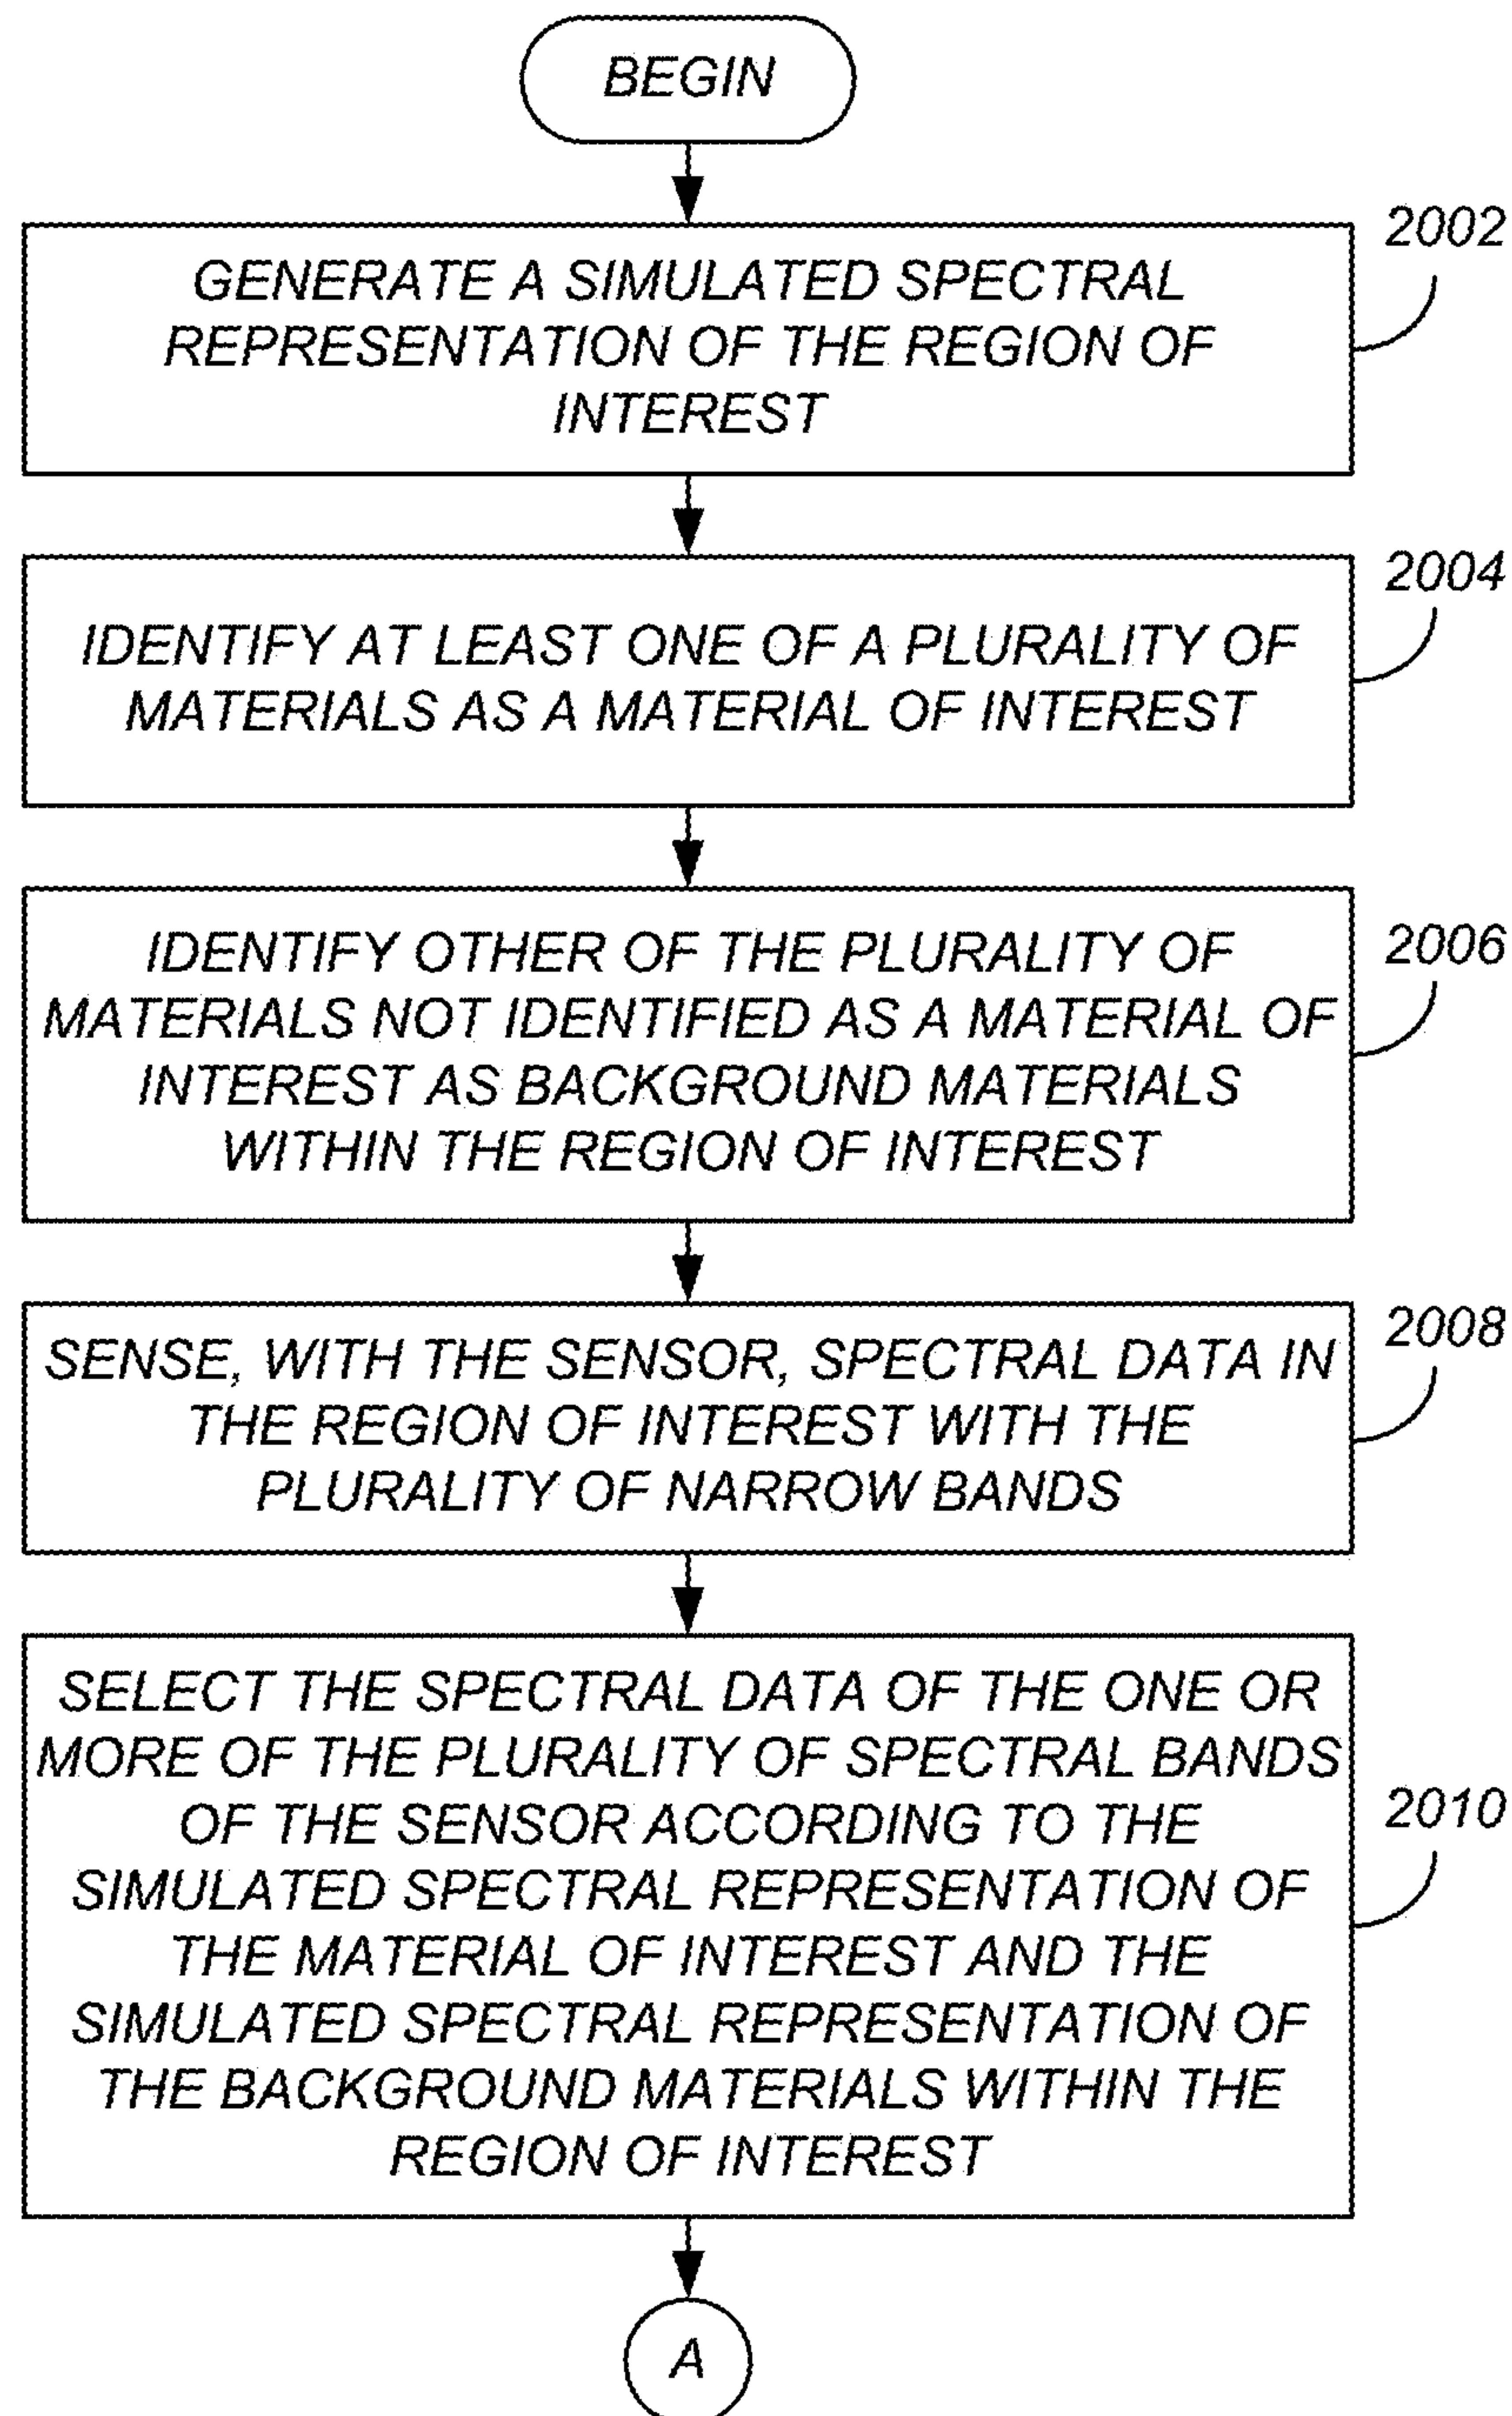 BEGIN
2002
GENERATE A SIMULATED SPECTRAL
REPRESENTATION OF THE REGION OF
INTEREST
2004
IDENTIFY AT LEAST ONE OF A PLURALITY OF
MATERIALS AS A MATERIAL OF INTEREST
2006
IDENTIFY OTHER OF THE PLURALITY OF
MATERIALS NOT IDENTIFIED AS A MATERIAL OF
INTEREST AS BACKGROUND MATERIALS
WITHIN THE REGION OF INTEREST
2008
SENSE, WITH THE SENSOR, SPECTRAL DATA IN
THE REGION OF INTEREST WITH THE
PLURALITY OF NARROW BANDS
2010
SELECT THE SPECTRAL DATA OF THE ONE OR
MORE OF THE PLURALITY OF SPECTRAL BANDS
OF THE SENSOR ACCORDING TO THE
SIMULATED SPECTRAL REPRESENTATION OF
THE MATERIAL OF INTEREST AND THE
SIMULATED SPECTRAL REPRESENTATION OF
THE BACKGROUND MATERIALS WITHIN THE
REGION OF INTEREST
A